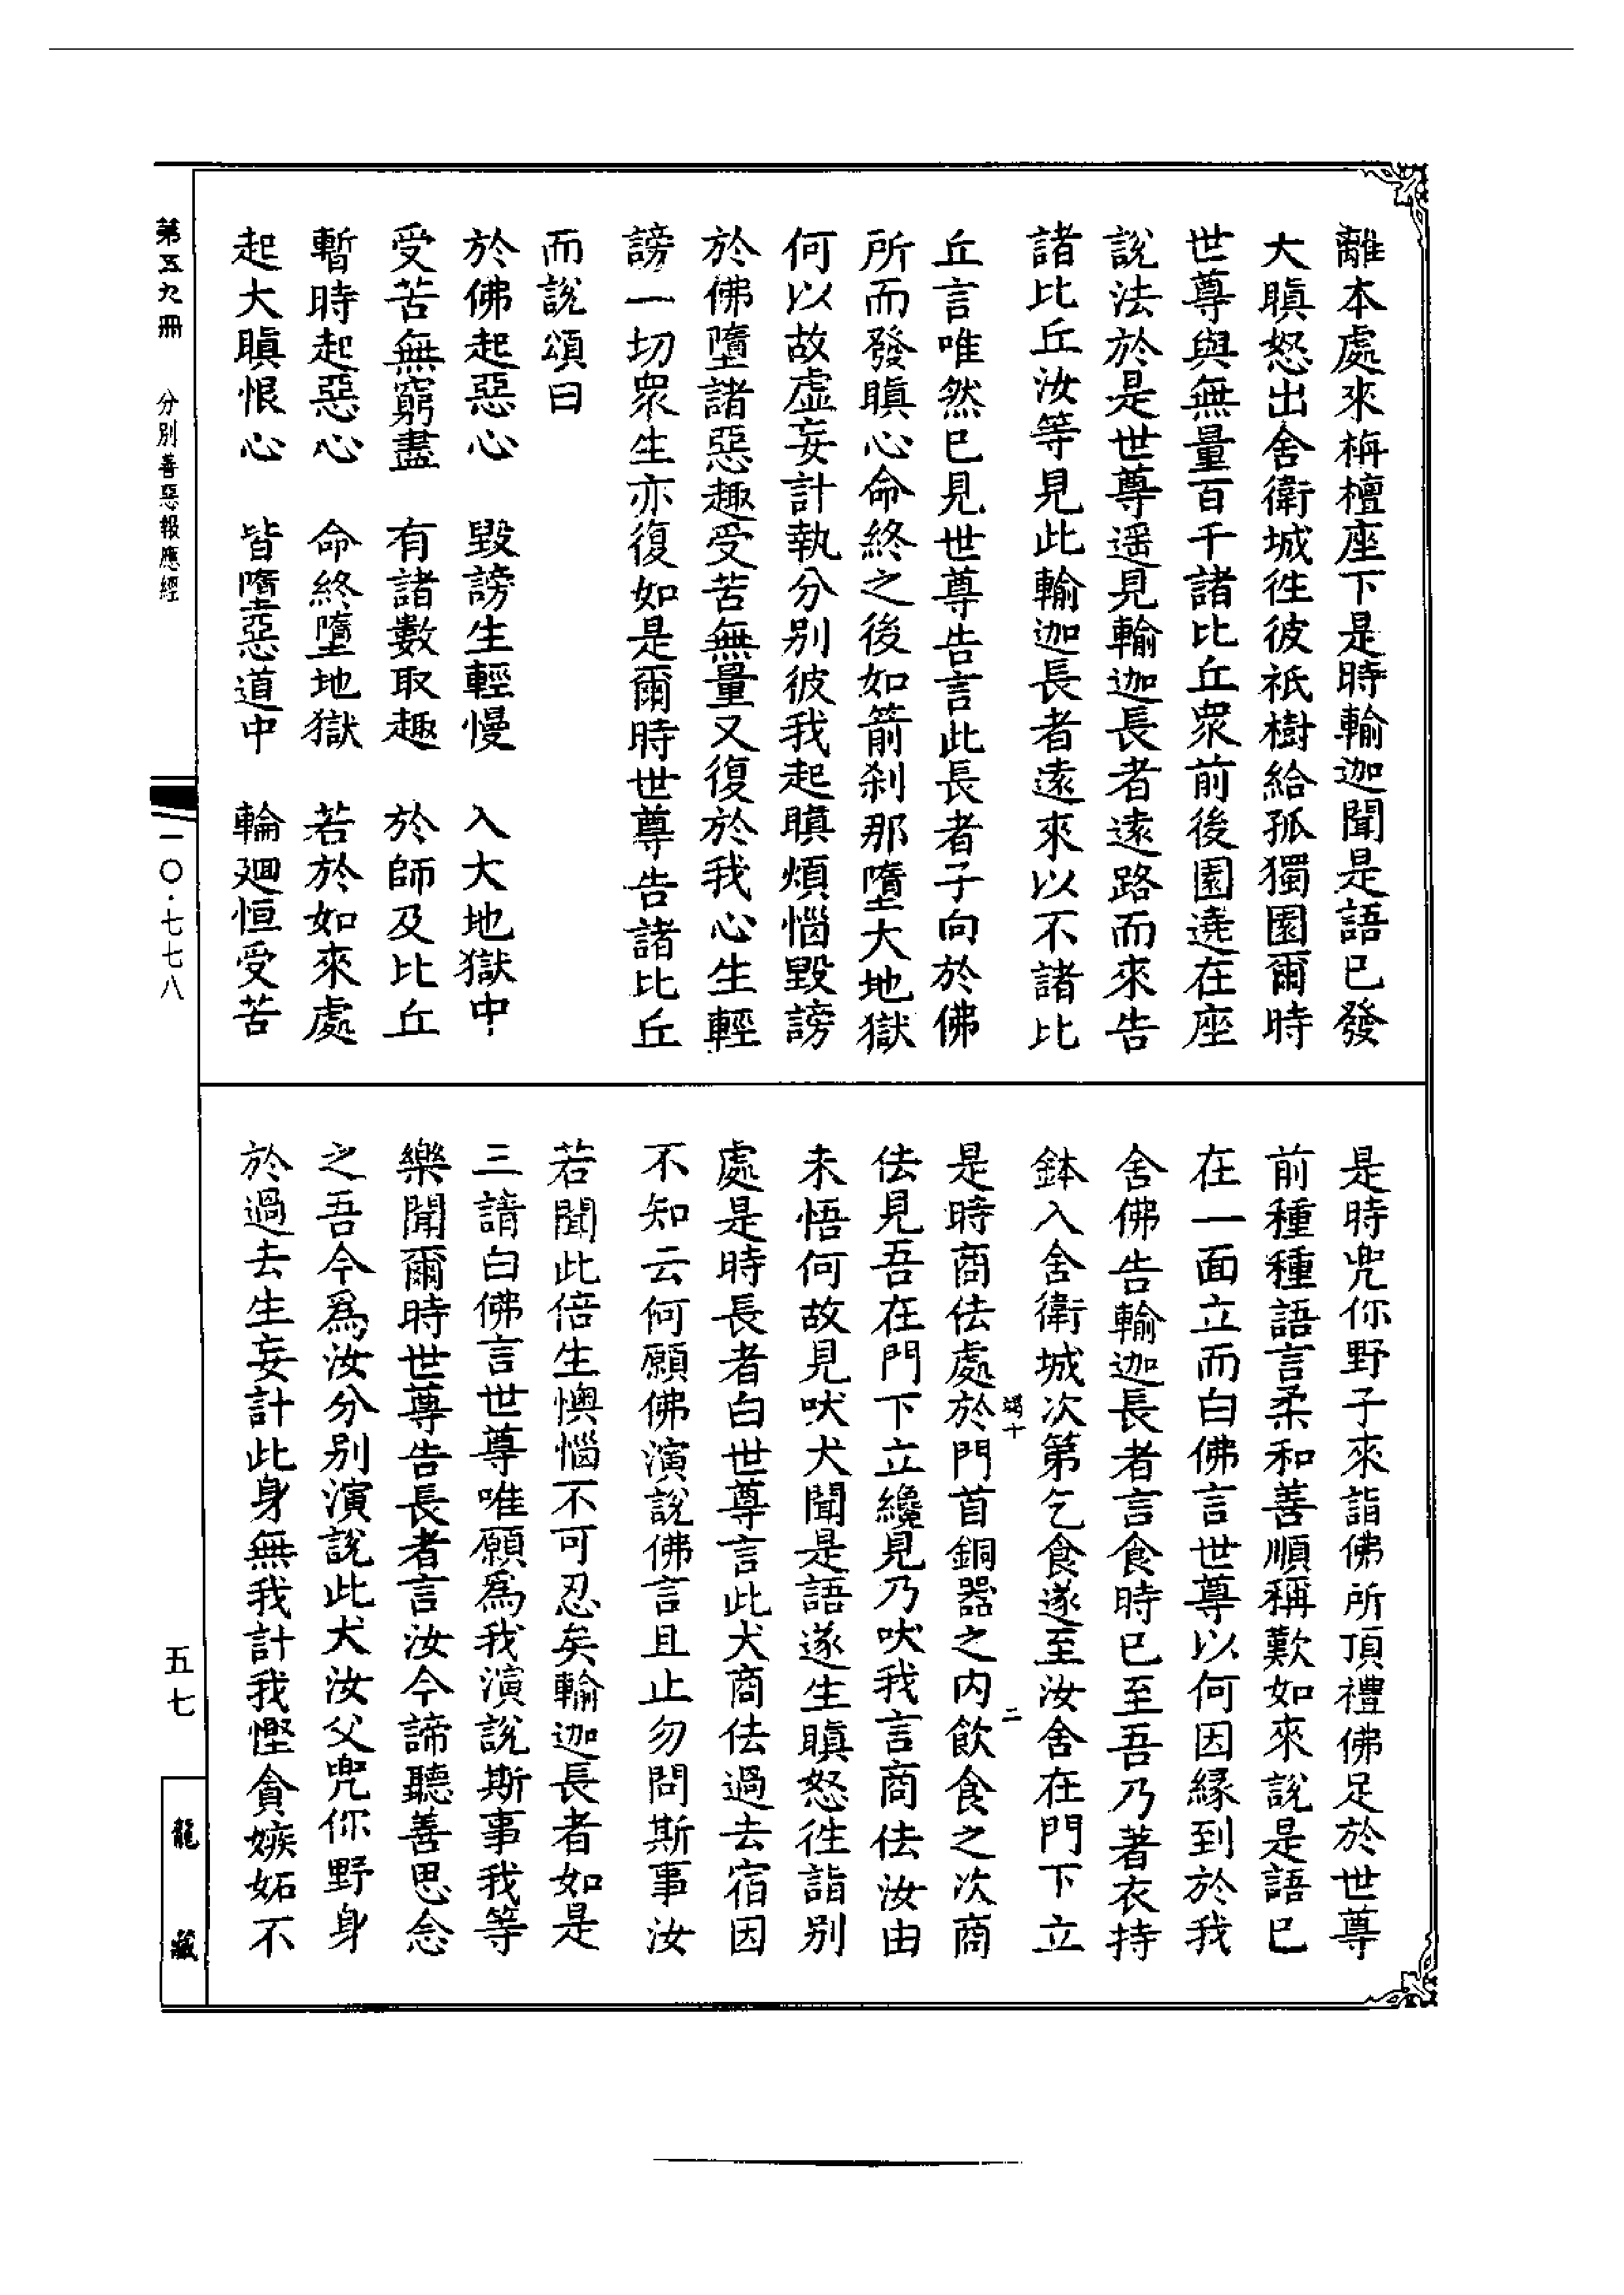 離本處來栴檀座下是時輸迦聞是語已發
大瞋怒出舍衛城徃彼祇樹給孤獨園爾時
世尊與無量百千諸比丘衆前後園遶在座
說法於是世尊遥見輸迦長者遠路而來告
諸比丘汝等見此輸迦長者遠來以不諸比
丘言唯然已見世尊告言此長者子向於佛
所而發瞋心命終之後如箭刹那墮大地獄
何以故虛妄計執分别彼我起瞋煩惱毀謗
於佛墮諸惡趣受苦無量又復於我心生輕
謗一切衆生亦復如是爾時世尊告諸比丘
而說頌曰
於佛起惡心　毀謗生輕慢　入大地獄中
受苦無窮盡　有諸數取趣　於師及比丘
暫時起惡心　命終墮地獄　若於如來處
起大瞋恨心　皆墮惡道中　輪廻恒受苦
是時兜你野子來詣佛所頂禮佛足於世尊
前種種語言柔和善順稱歎如來說是語已
在一面立而白佛言世尊以何因緣到於我
舍佛告輸迦長者言食時已至吾乃著衣持
鉢入舍衛城次第乞食遂至汝舍在門下立
竭十　二
是時商佉處於門首銅器之内飲食之次商
佉見吾在門下立纔見乃吠我言商佉汝由
未悟何故見吠犬聞是語遂生瞋怒徃詣别
處是時長者白世尊言此犬商佉過去宿因
不知云何願佛演說佛言且止勿問斯事汝
若聞此倍生懊惱不可忍矣輸迦長者如是
三請白佛言世尊唯願爲我演說斯事我等
樂聞爾時世尊告長者言汝今諦聽善思念
之吾今爲汝分别演說此犬汝父兜你野身
於過去生妄計此身無我計我慳貪嫉妬不
第五九冊　分別善惡報應經
一〇·七七八
五七
龍藏